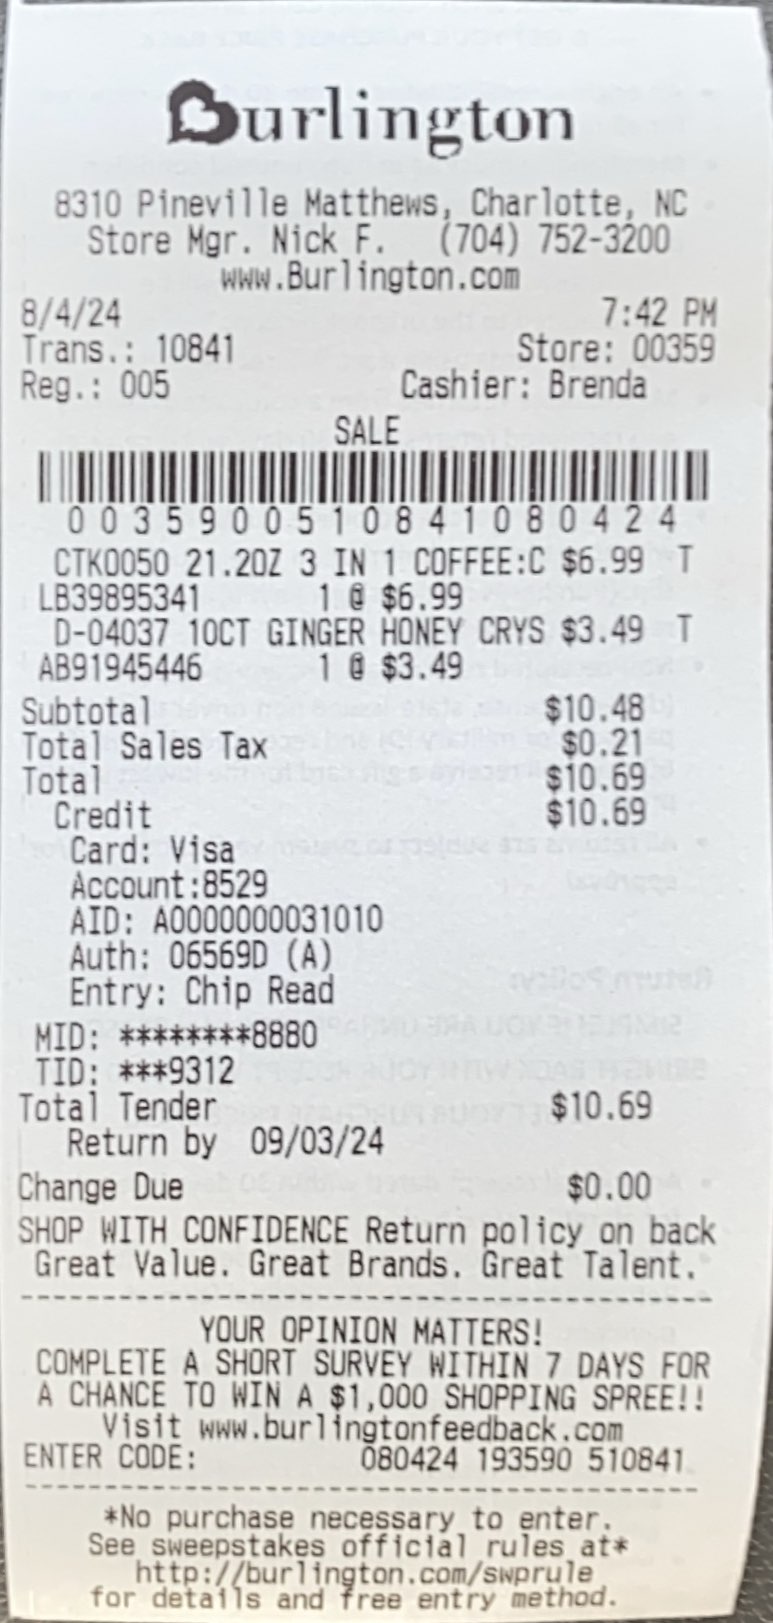 Burlington
8310 Pineville Matthews, Charlotte, NC
Store Mgr. Nick F. (704) 752-3200
www.Burlington.com
8/4/24 7:42 PM
Trans.: 10841 Store: 00359
Reg.: 005 Cashier: Brenda
SALE
0035900510841080424
CTK0050 21.2OZ 3 IN 1 COFFEE:C $6.99 T
LB39895341 1 @ $6.99
D-04037 10CT GINGER HONEY CRYS $3.49 T
AB91945446 1 @ $3.49
Subtotal $10.48
Total Sales Tax $0.21
Total $10.69
Credit $10.69
Card: Visa
Account:8529
AID: A0000000031010
Auth: 06569D (A)
Entry: Chip Read
MID: ********8880
TID: ***9312
Total Tender $10.69
Return by 09/03/24
Change Due $0.00
SHOP WITH CONFIDENCE Return policy on back
Great Value. Great Brands. Great Talent.
YOUR OPINION MATTERS!
COMPLETE A SHORT SURVEY WITHIN 7 DAYS FOR
A CHANCE TO WIN A $1,000 SHOPPING SPREE!!
Visit www.burlingtonfeedback.com
ENTER CODE: 080424 193590 510841
*No purchase necessary to enter.
See sweepstakes official rules at*
http://burlington.com/swprule
for details and free entry method.